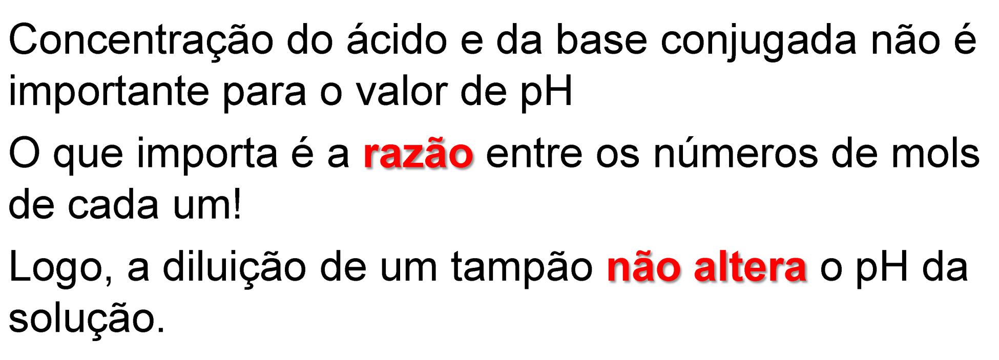 Concentração do ácido e da base conjugada não é
importante para o valor de pH
O que importa é a razão entre os números de mols
de cada um!
Logo, a diluição de um tampão não altera o pH da
solução.